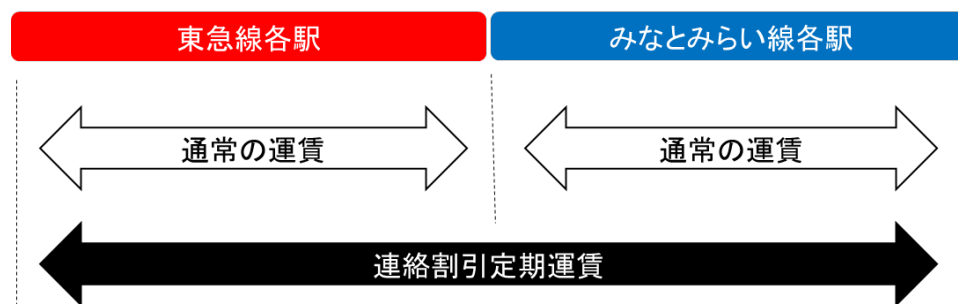 東急線各駅
みなとみらい線各駅
通常の運賃
通常の運賃
連絡割引定期運賃